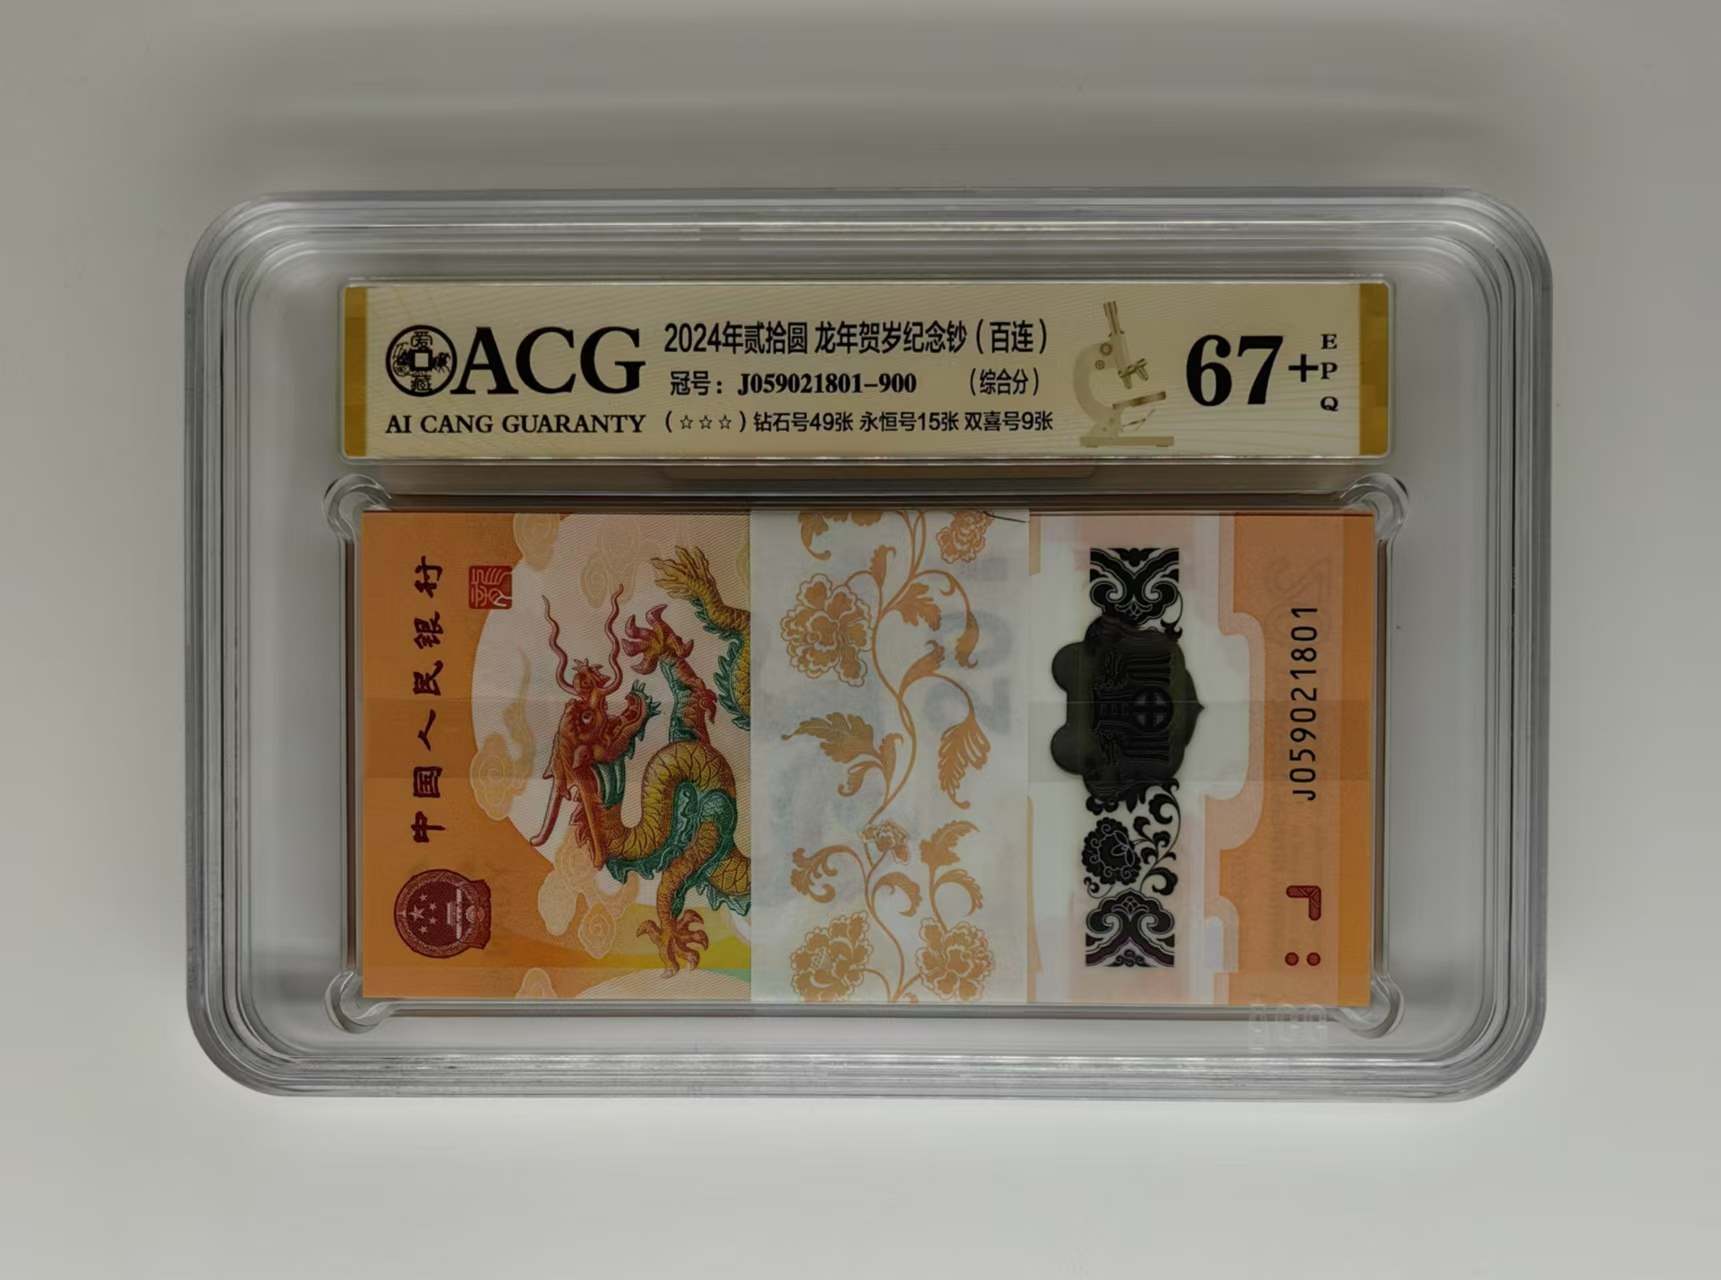 ACG
AI CANG GUARANTY
2024年贰拾圆 龙年贺岁纪念钞（百连）
冠号：J059021801-900 （综合分）
（☆☆☆）钻石号49张 永恒号15张 双喜号9张
67+
EPQ
中国人民银行
J059021801